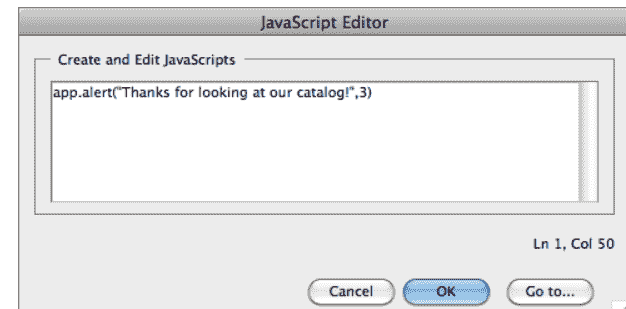 JavaScript Editor
Create and Edit JavaScripts
app.alert("Thanks for looking at our catalog!",3)
Ln 1, Col 50
Cancel OK Go to...